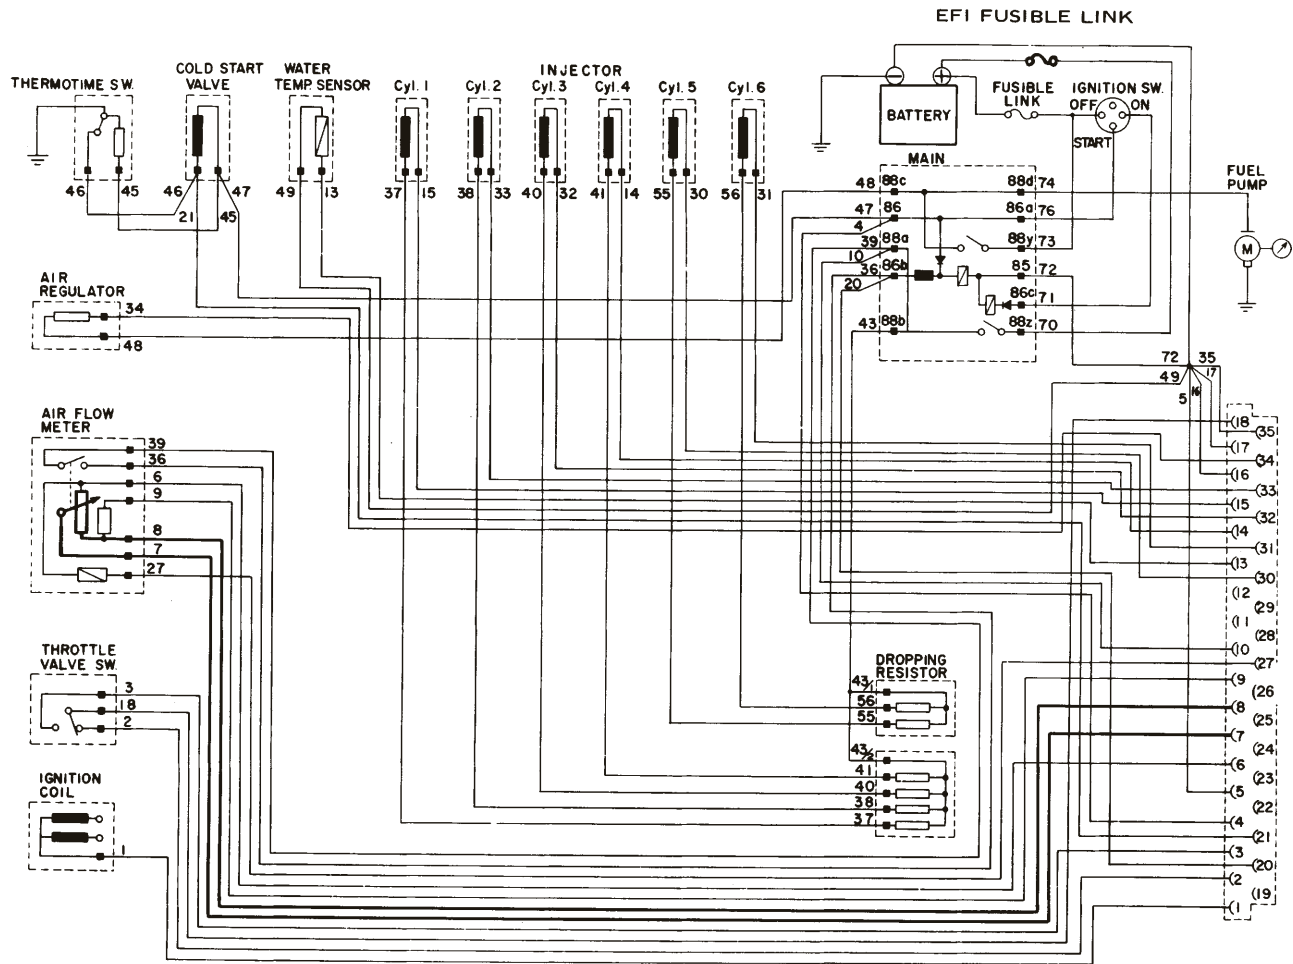 EFI FUSIBLE LINK
THERMOTIME SW.
COLD START
VALVE
WATER
TEMP. SENSOR
INJECTOR
Cyl. 1
Cyl. 2
Cyl. 3
Cyl. 4
Cyl. 5
Cyl. 6
BATTERY
FUSIBLE
LINK
IGNITION SW.
OFF
ON
START
46
45
46
47
21
45
49
13
37
15
38
33
40
32
41
14
55
30
56
31
MAIN
48
88c
88d
74
47
86
86a
76
4
39
88a
88y
73
10
36
86b
85
72
20
86c
71
43
88b
88z
70
FUEL
PUMP
M
AIR
REGULATOR
34
48
72
35
49
17
5
16
AIR FLOW
METER
39
36
6
9
8
7
27
THROTTLE
VALVE SW.
3
18
2
IGNITION
COIL
1
DROPPING
RESISTOR
43/1
56
55
43/2
41
40
38
37
(18
(35
(17
(34
(16
(33
(15
(32
(14
(31
(13
(30
(12
(29
(11
(28
(10
(27
(9
(26
(8
(25
(7
(24
(6
(23
(5
(22
(4
(21
(3
(20
(2
(19
(1